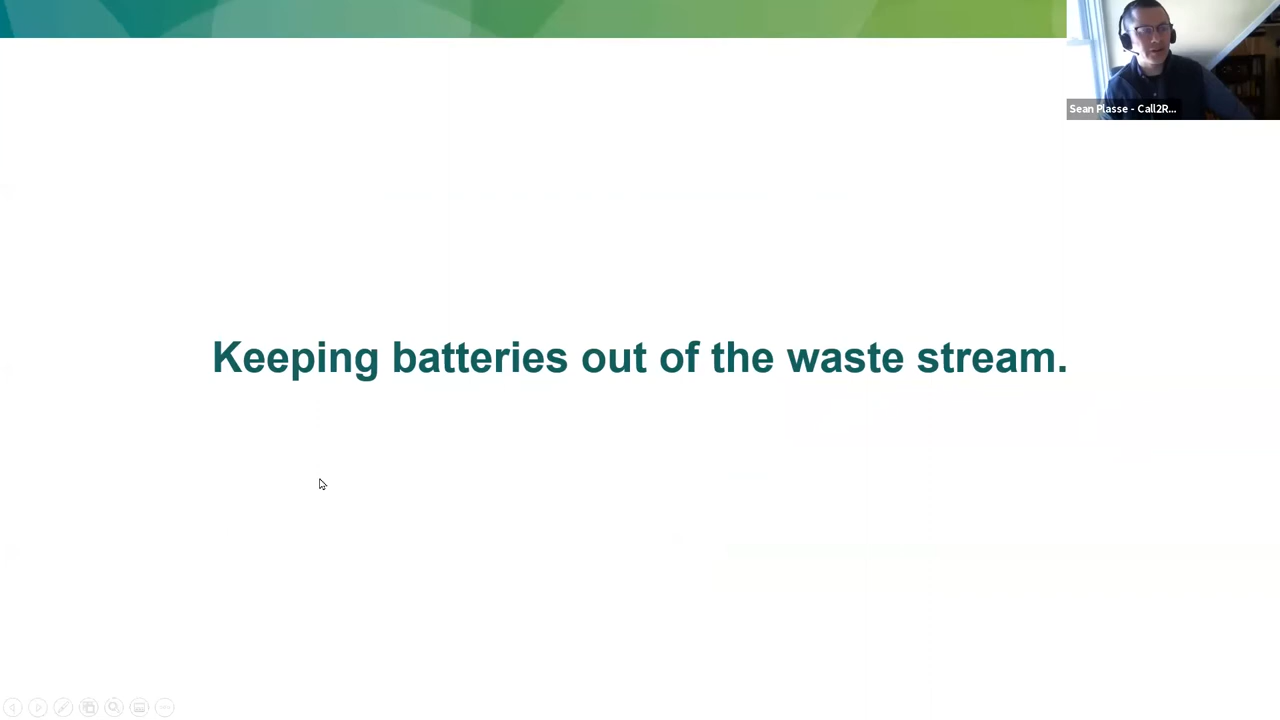 Sean Plasse - Call2R...
Keeping batteries out of the waste stream.